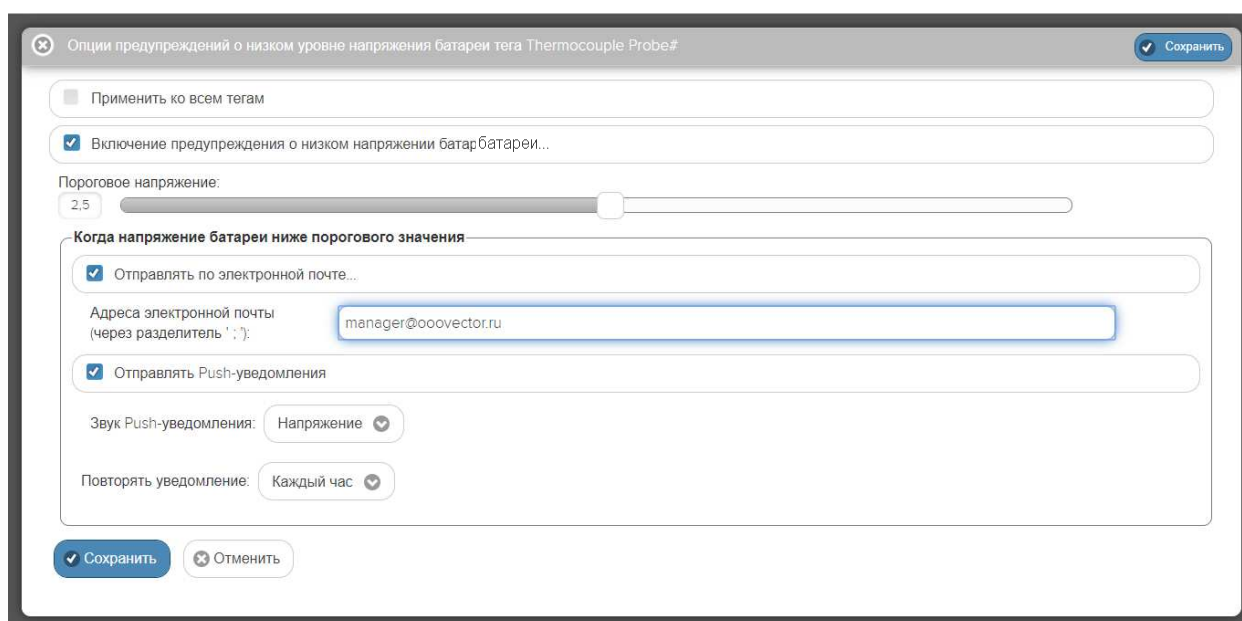 Опции предупреждений о низком уровне напряжения батареи тега Thermocouple Probe#
Сохранить
Применить ко всем тегам
Включение предупреждения о низком напряжении батарбатареи...
Пороговое напряжение:
2,5
Когда напряжение батареи ниже порогового значения
Отправлять по электронной почте...
Адреса электронной почты
(через разделитель ' ; '):
manager@ooovector.ru
Отправлять Push-уведомления
Звук Push-уведомления:
Напряжение
Повторять уведомление:
Каждый час
Сохранить
Отменить